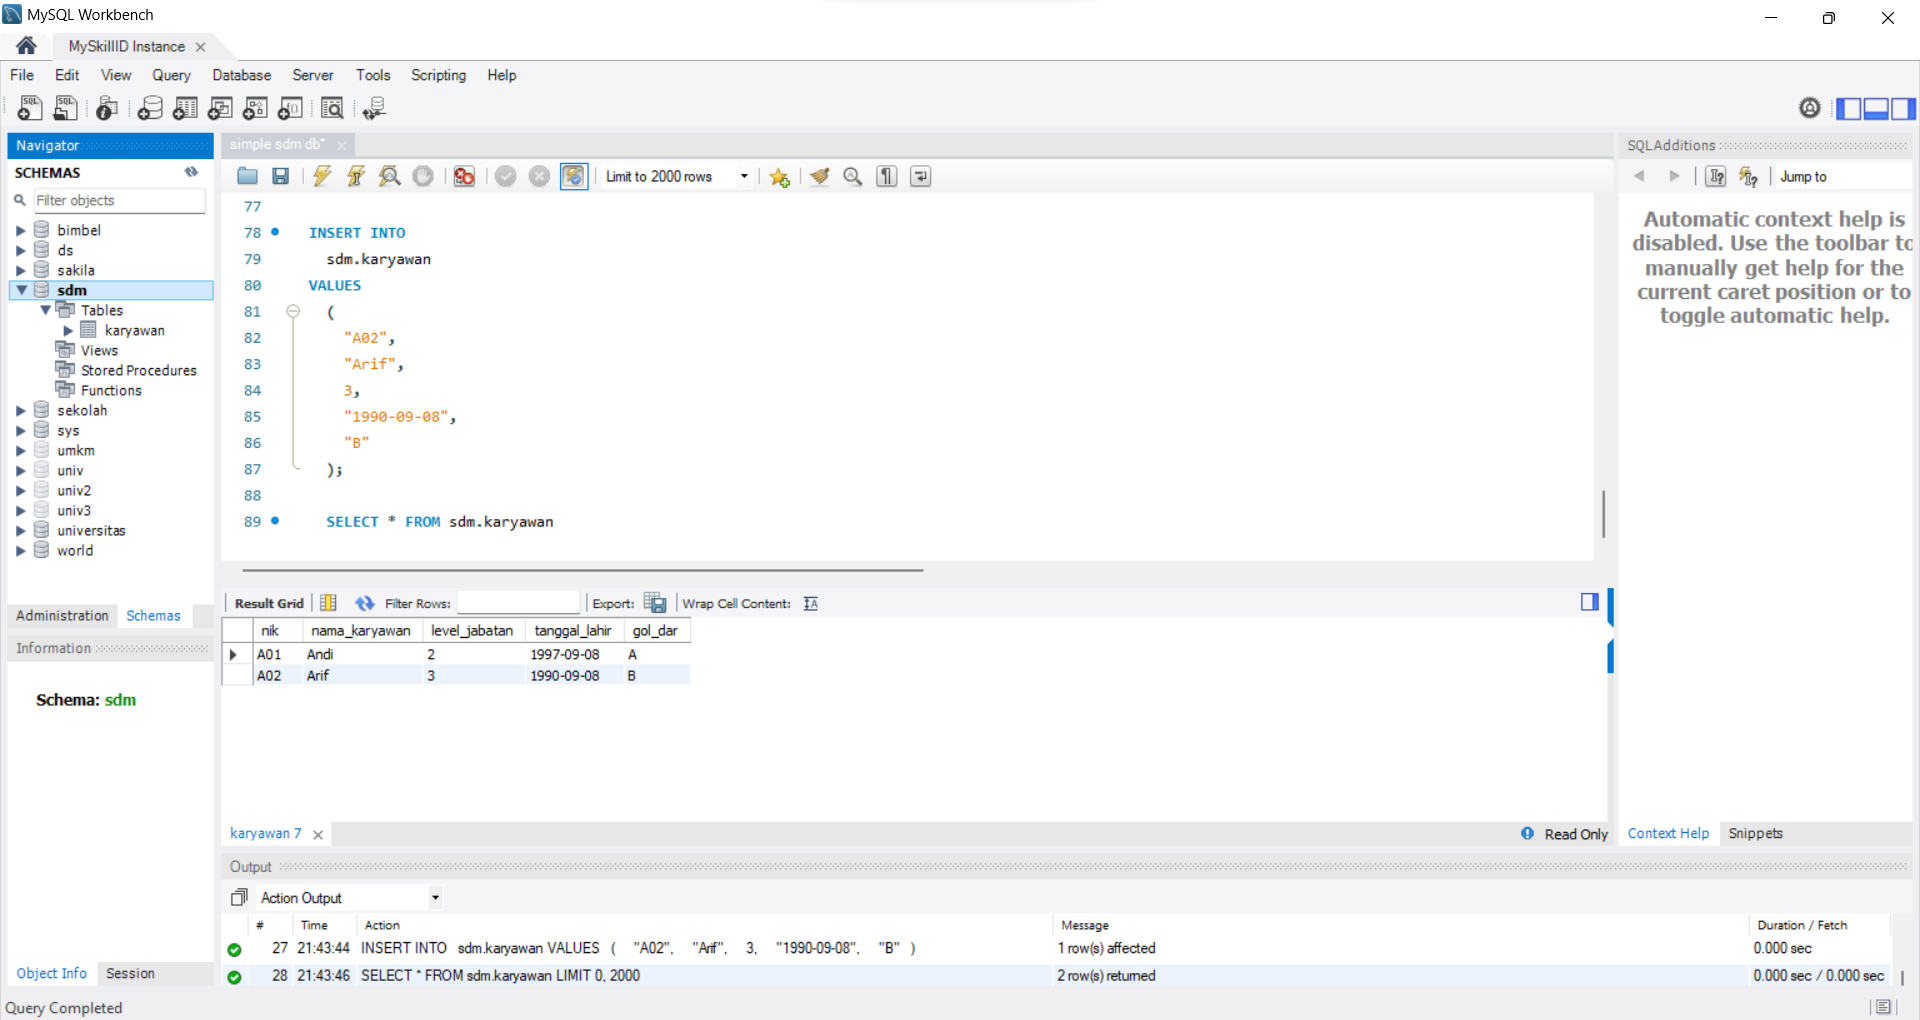 MySQL Workbench
MySkillID Instance
File Edit View Query Database Server Tools Scripting Help
Navigator
SCHEMAS
Filter objects
bimbel
ds
sakila
sdm
Tables
karyawan
Views
Stored Procedures
Functions
sekolah
sys
umkm
univ
univ2
univ3
universitas
world
Administration Schemas
Information
Schema: sdm
Object Info Session
simple sdm db*
Limit to 2000 rows
77
78 INSERT INTO
79 sdm.karyawan
80 VALUES
81 (
82 "A02",
83 "Arif",
84 3,
85 "1990-09-08",
86 "B"
87 );
88
89 SELECT * FROM sdm.karyawan
Result Grid Filter Rows: Export: Wrap Cell Content:
nik nama_karyawan level_jabatan tanggal_lahir gol_dar
A01 Andi 2 1997-09-08 A
A02 Arif 3 1990-09-08 B
karyawan 7 Read Only
SQLAdditions
Jump to
Automatic context help is
disabled. Use the toolbar to
manually get help for the
current caret position or to
toggle automatic help.
Context Help Snippets
Output
Action Output
# Time Action Message Duration / Fetch
27 21:43:44 INSERT INTO sdm.karyawan VALUES ( "A02", "Arif", 3, "1990-09-08", "B" ) 1 row(s) affected 0.000 sec
28 21:43:46 SELECT * FROM sdm.karyawan LIMIT 0, 2000 2 row(s) returned 0.000 sec / 0.000 sec
Query Completed